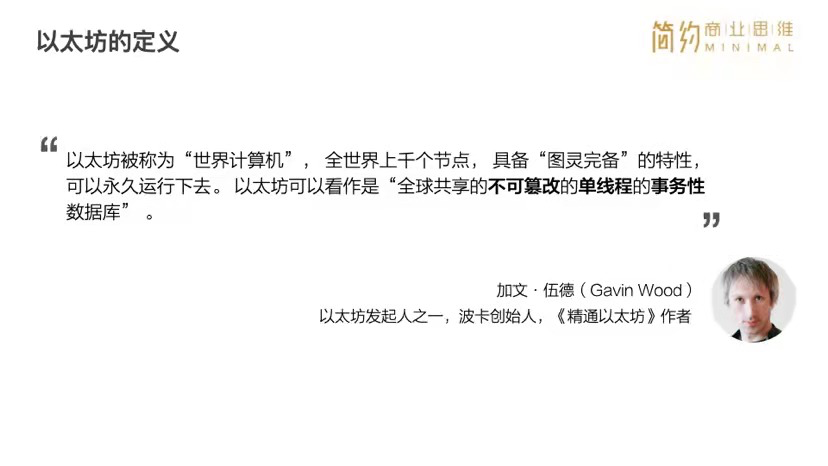 以太坊的定义
简约商业思维
MINIMAL
“
以太坊被称为“世界计算机”， 全世界上千个节点， 具备“图灵完备”的特性，
可以永久运行下去。 以太坊可以看作是“全球共享的不可篡改的单线程的事务性
数据库” 。
”
加文 · 伍德（Gavin Wood）
以太坊发起人之一，波卡创始人，《精通以太坊》作者